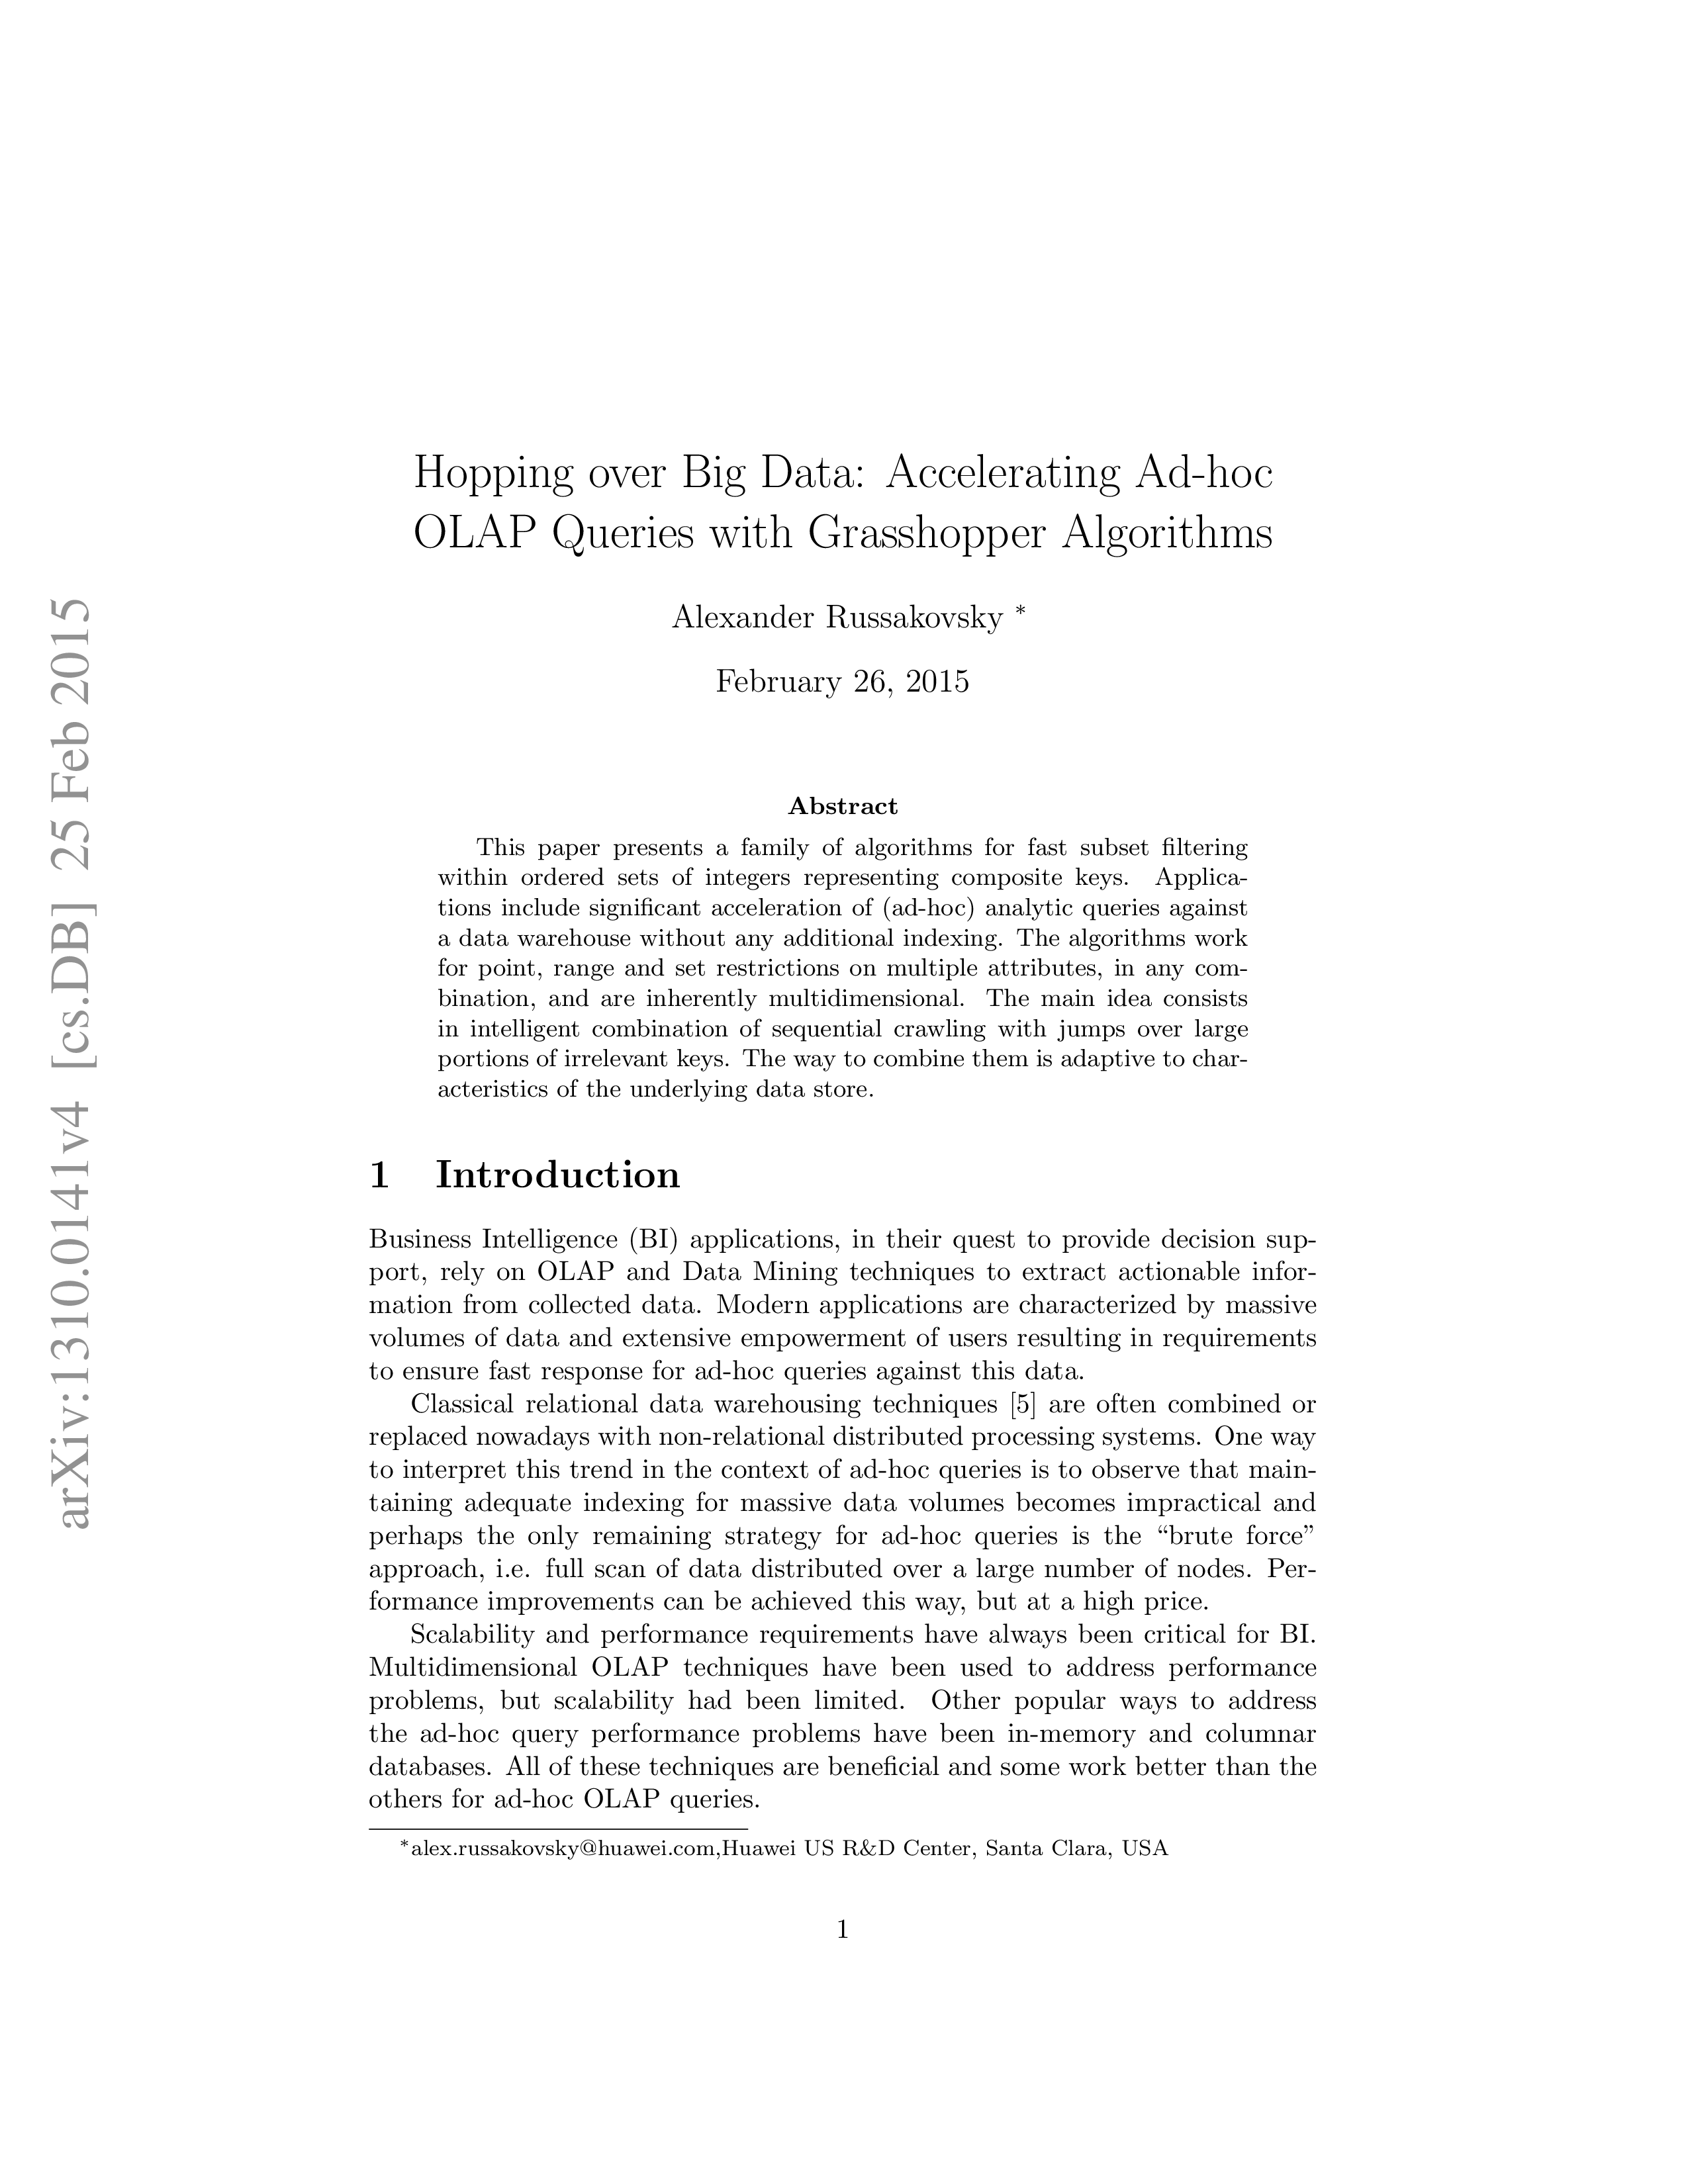 arXiv:1310.0141v4 [cs.DB] 25 Feb 2015
Hopping over Big Data: Accelerating Ad-hoc
OLAP Queries with Grasshopper Algorithms
Alexander Russakovsky *
February 26, 2015
Abstract
This paper presents a family of algorithms for fast subset filtering
within ordered sets of integers representing composite keys. Applica-
tions include significant acceleration of (ad-hoc) analytic queries against
a data warehouse without any additional indexing. The algorithms work
for point, range and set restrictions on multiple attributes, in any com-
bination, and are inherently multidimensional. The main idea consists
in intelligent combination of sequential crawling with jumps over large
portions of irrelevant keys. The way to combine them is adaptive to char-
acteristics of the underlying data store.
1 Introduction
Business Intelligence (BI) applications, in their quest to provide decision sup-
port, rely on OLAP and Data Mining techniques to extract actionable infor-
mation from collected data. Modern applications are characterized by massive
volumes of data and extensive empowerment of users resulting in requirements
to ensure fast response for ad-hoc queries against this data.
Classical relational data warehousing techniques [5] are often combined or
replaced nowadays with non-relational distributed processing systems. One way
to interpret this trend in the context of ad-hoc queries is to observe that main-
taining adequate indexing for massive data volumes becomes impractical and
perhaps the only remaining strategy for ad-hoc queries is the “brute force”
approach, i.e. full scan of data distributed over a large number of nodes. Per-
formance improvements can be achieved this way, but at a high price.
Scalability and performance requirements have always been critical for BI.
Multidimensional OLAP techniques have been used to address performance
problems, but scalability had been limited. Other popular ways to address
the ad-hoc query performance problems have been in-memory and columnar
databases. All of these techniques are beneficial and some work better than the
others for ad-hoc OLAP queries.
*alex.russakovsky@huawei.com,Huawei US R&D Center, Santa Clara, USA
1